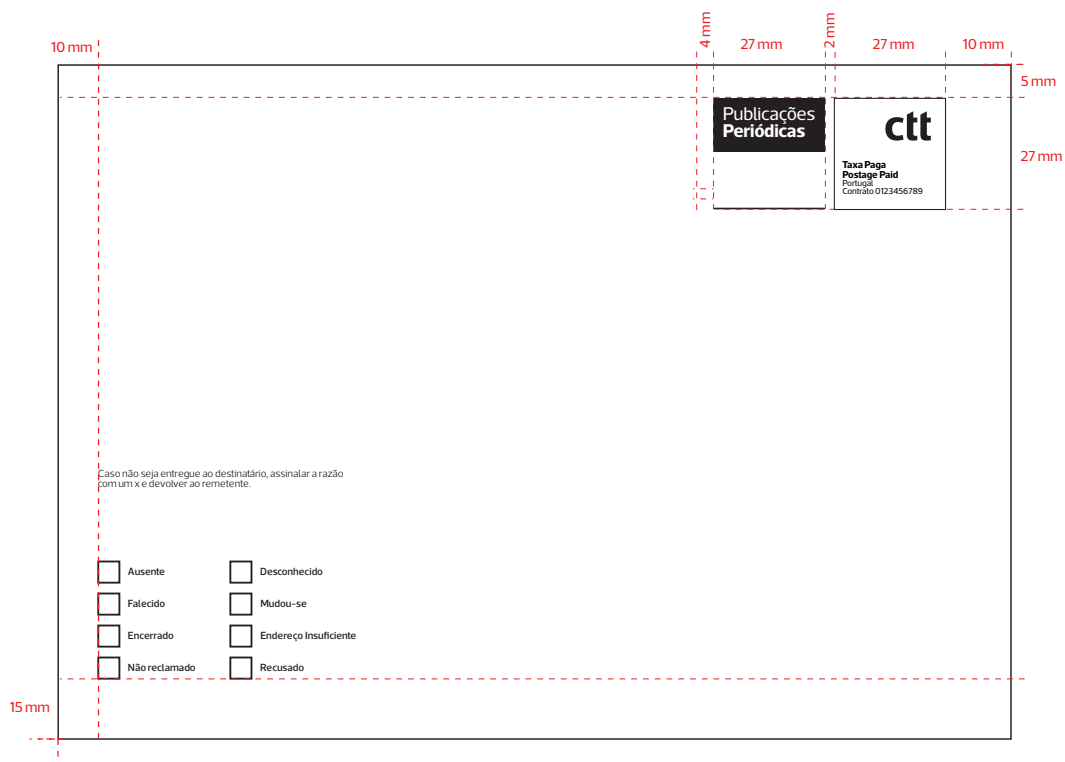 10 mm
4 mm
27 mm
2 mm
27 mm
10 mm
5 mm
Publicações
Periódicas
ctt
27 mm
Taxa Paga
Postage Paid
Portugal
Contrato 0123456789
Caso não seja entregue ao destinatário, assinalar a razão
com um x e devolver ao remetente.
Ausente
Desconhecido
Falecido
Mudou-se
Encerrado
Endereço Insuficiente
Não reclamado
Recusado
15 mm